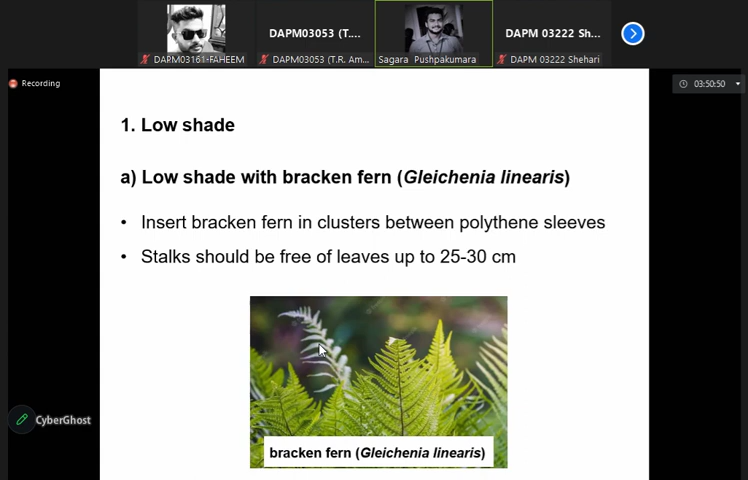 DAPM03053 (T....
DAPM 03222 Sh...
DAPM03161-FAHEEM
DAPM03053 (T.R. Am...
Sagara Pushpakumara
DAPM 03222 Shehari
Recording
03:50:50
1. Low shade
a) Low shade with bracken fern (Gleichenia linearis)
• Insert bracken fern in clusters between polythene sleeves
• Stalks should be free of leaves up to 25-30 cm
CyberGhost
bracken fern (Gleichenia linearis)